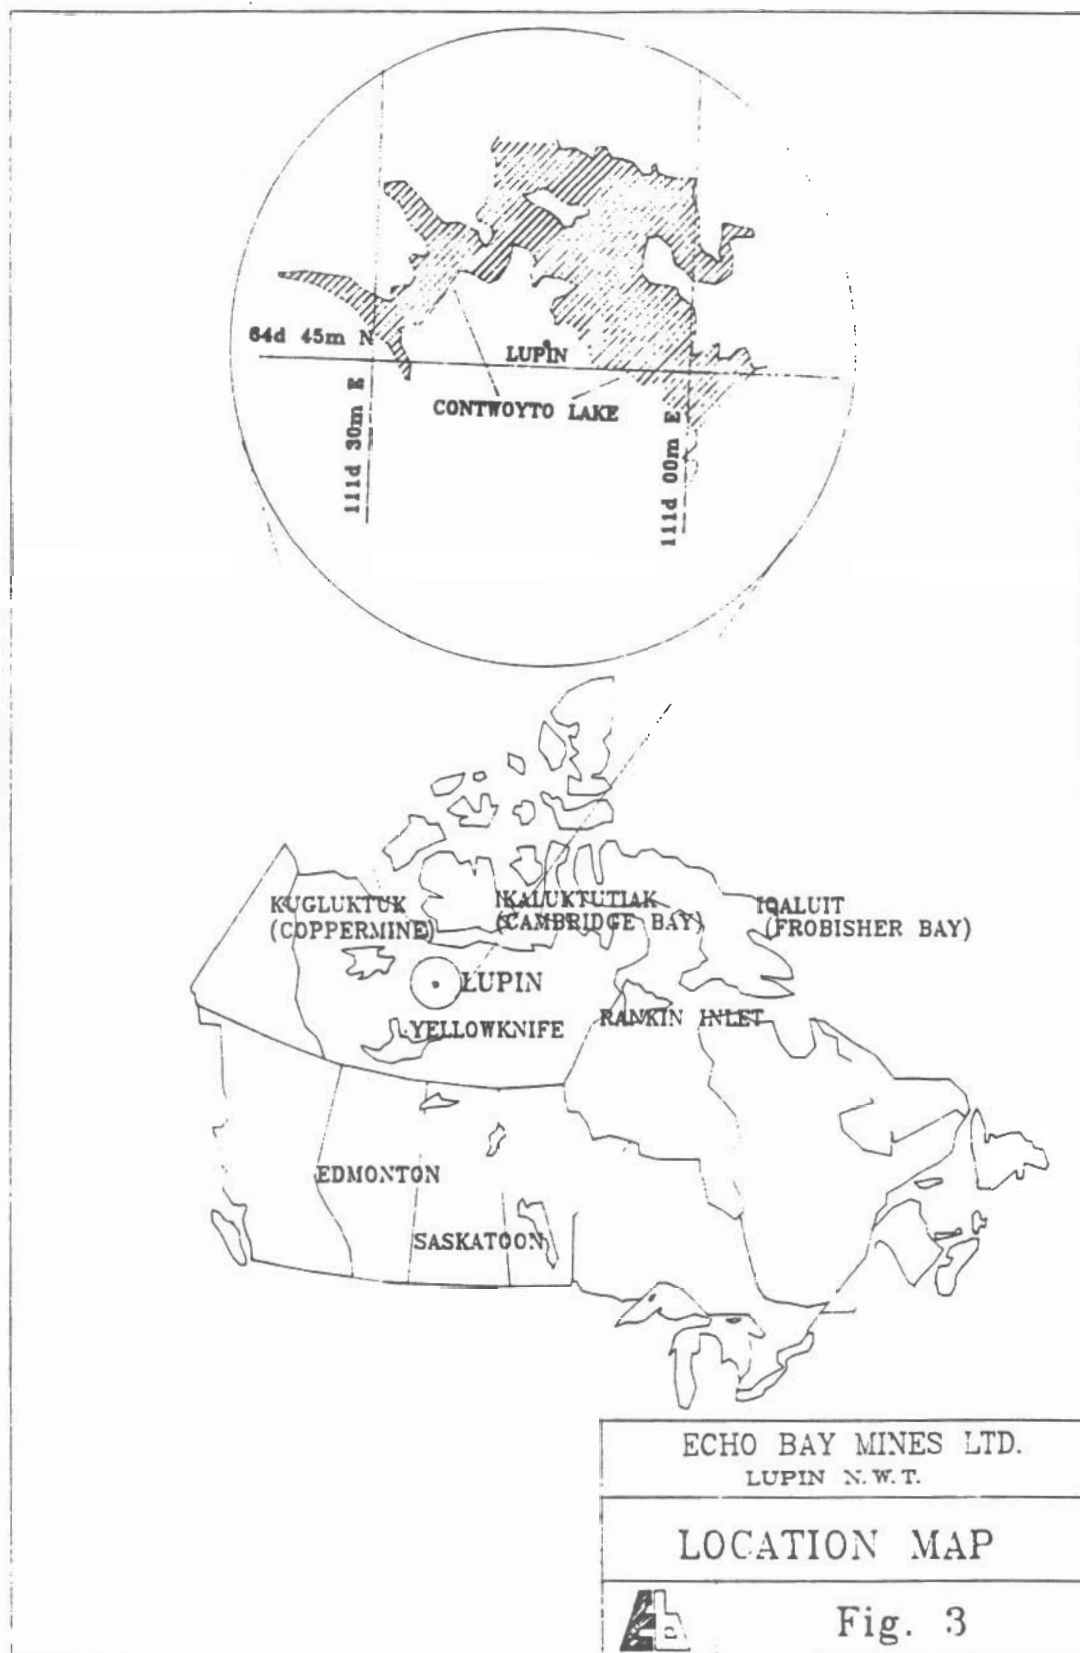 64d 45m N
LUPIN
CONTWOYTO LAKE
111d 30m E
111d 00m E
KUGLUKTUK
(COPPERMINE)
IKALUKTUTIAK
(CAMBRIDGE BAY)
IQALUIT
(FROBISHER BAY)
LUPIN
YELLOWKNIFE
RANKIN INLET
EDMONTON
SASKATOON
ECHO BAY MINES LTD.
LUPIN N.W.T.
LOCATION MAP
Fig. 3